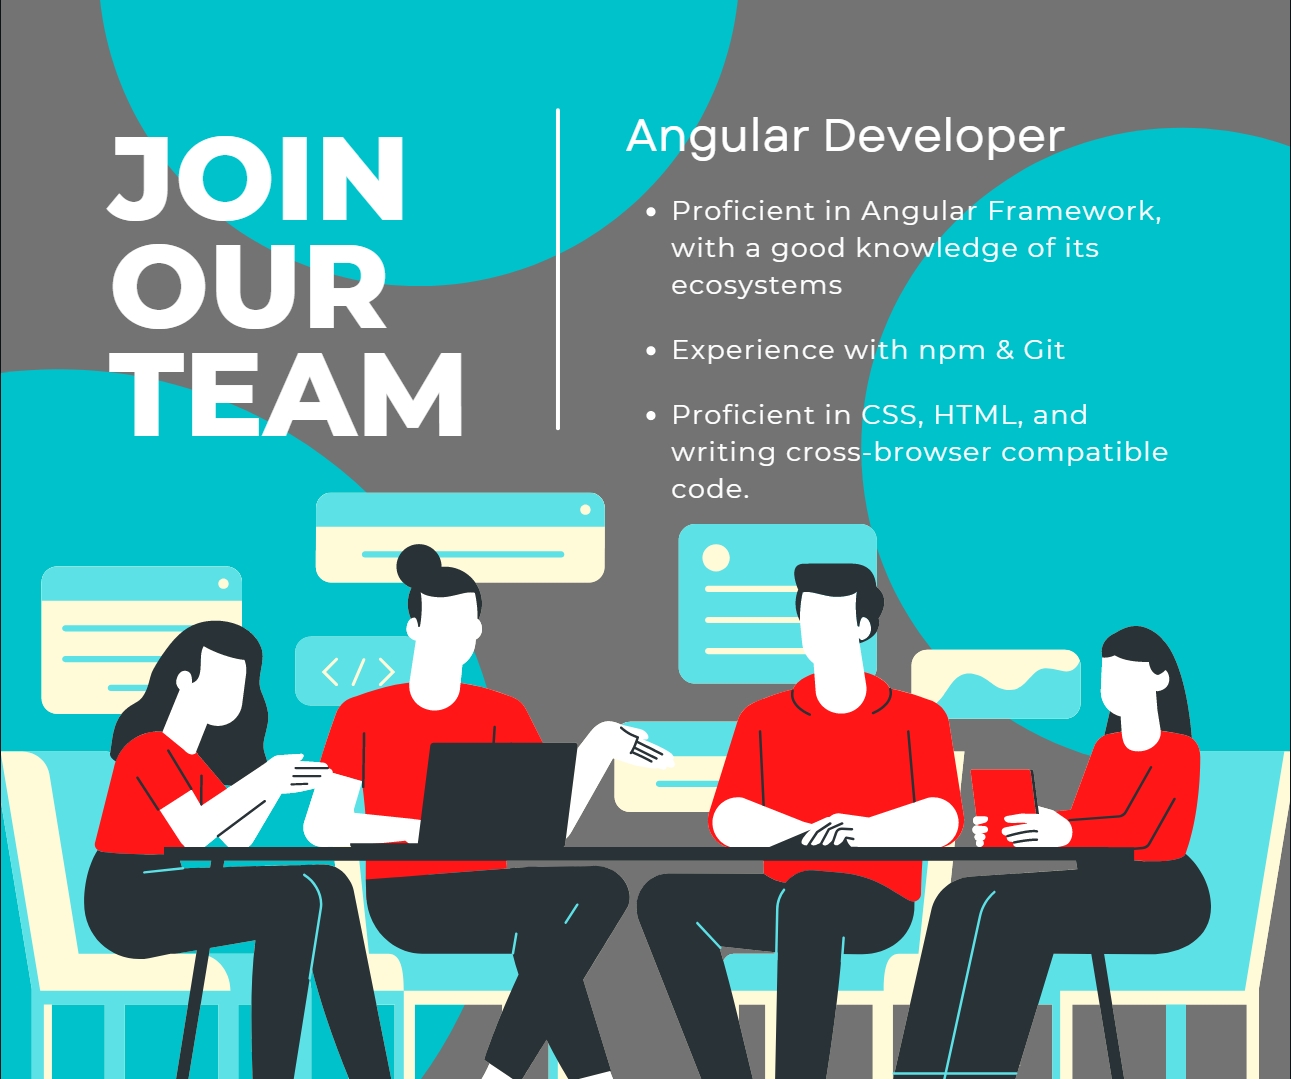 JOIN
OUR
TEAM
Angular Developer
• Proficient in Angular Framework,
with a good knowledge of its
ecosystems
• Experience with npm & Git
• Proficient in CSS, HTML, and
writing cross-browser compatible
code.
</>